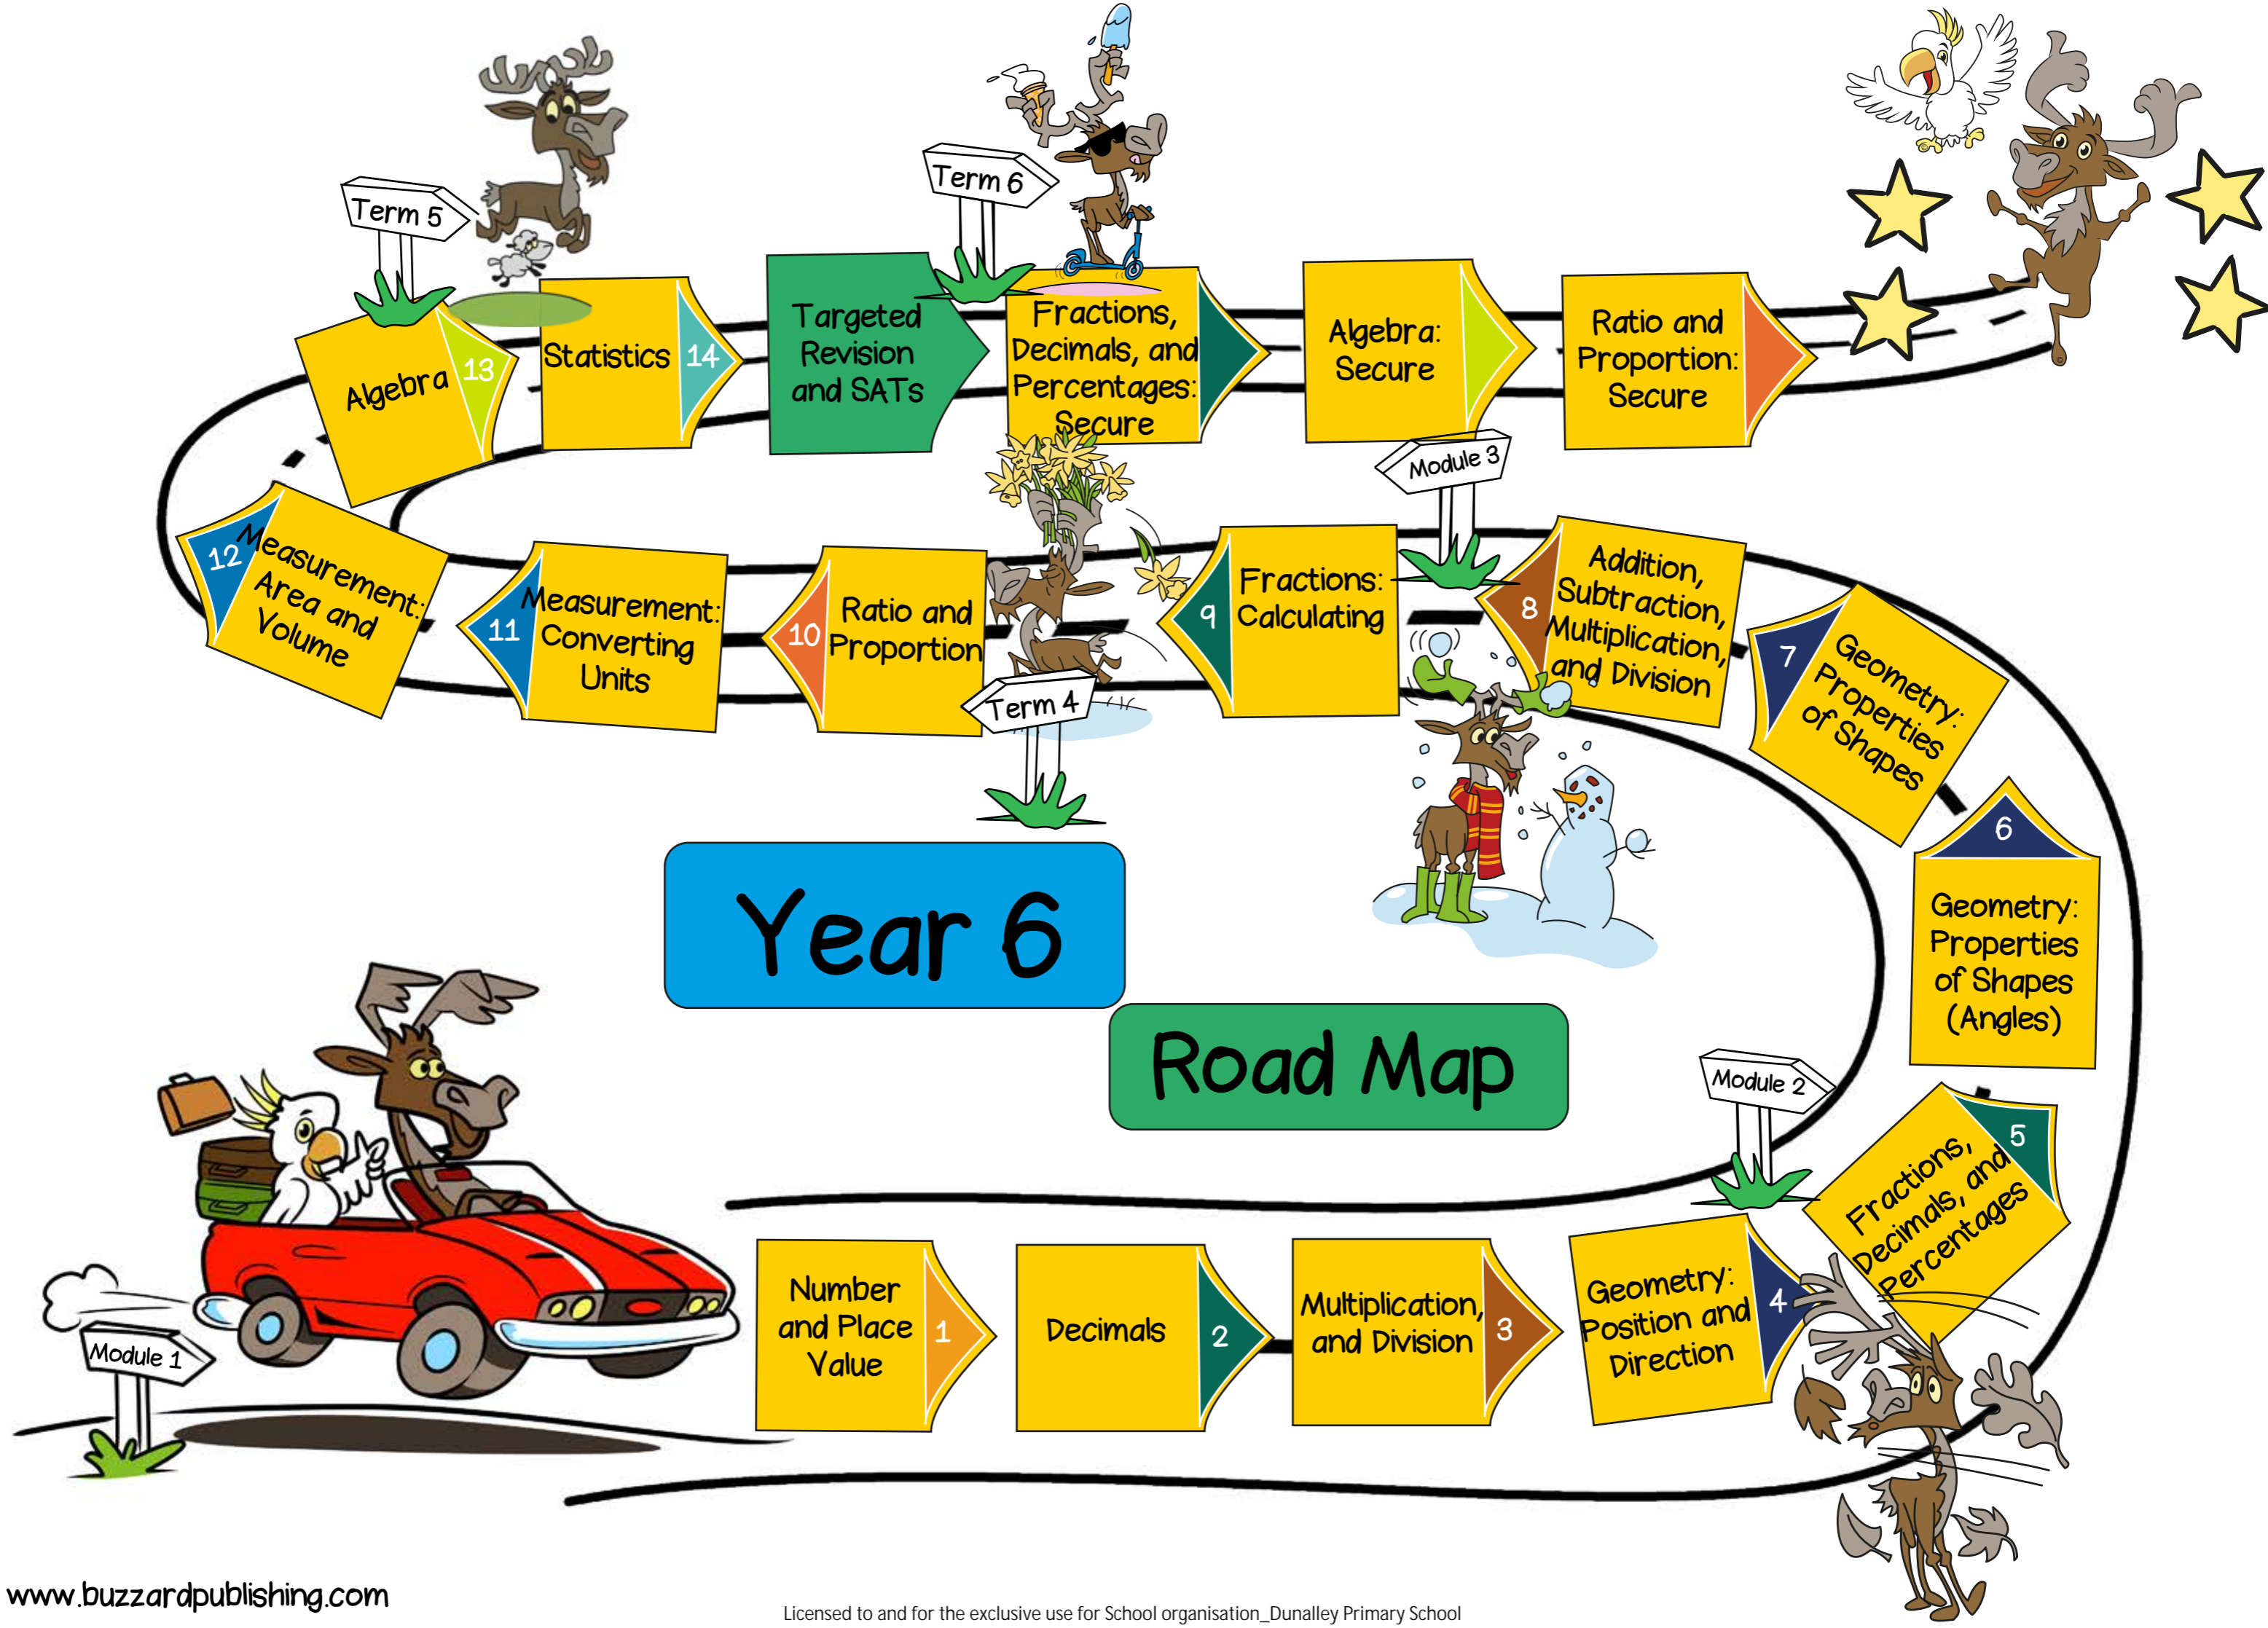 Year 6
Road Map
Module 1
Number
and Place
Value
1
Decimals
2
Multiplication,
and Division
3
Geometry:
Position and
Direction
4
Module 2
Fractions,
Decimals, and
Percentages
5
6
Geometry:
Properties
of Shapes
(Angles)
7
Geometry:
Properties
of Shapes
8
Addition,
Subtraction,
Multiplication,
and Division
Module 3
9
Fractions:
Calculating
Term 4
10
Ratio and
Proportion
11
Measurement:
Converting
Units
12
Measurement:
Area and
Volume
Term 5
Algebra
13
Statistics
14
Targeted
Revision
and SATs
Term 6
Fractions,
Decimals, and
Percentages:
Secure
Algebra:
Secure
Ratio and
Proportion:
Secure
www.buzzardpublishing.com
Licensed to and for the exclusive use for School organisation_Dunalley Primary School